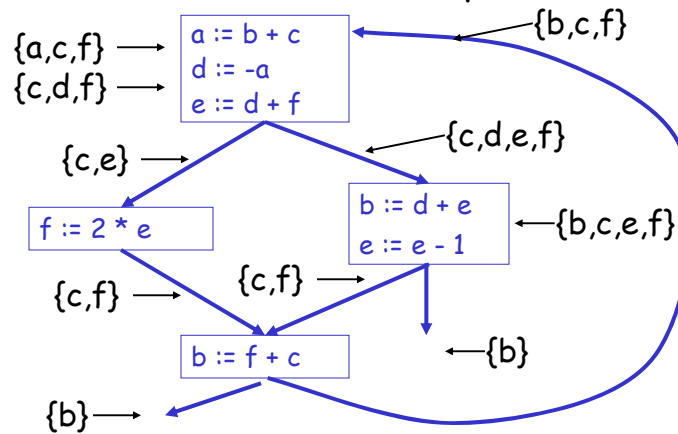 {b,c,f}
{a,c,f}
a := b + c
{c,d,f}
d := -a
e := d + f
{c,e}
{c,d,e,f}
f := 2 * e
b := d + e
e := e - 1
{b,c,e,f}
{c,f}
{c,f}
b := f + c
{b}
{b}